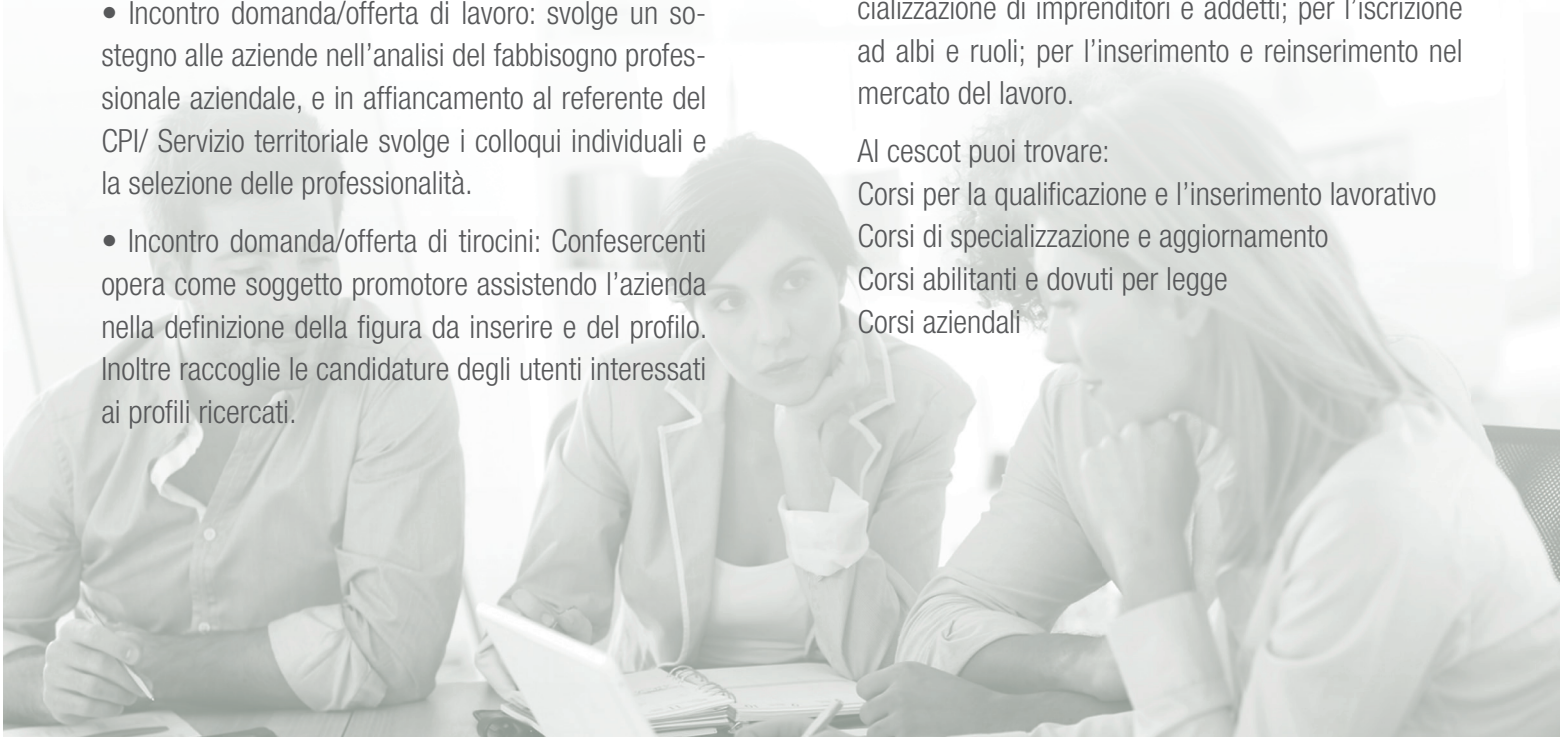 • Incontro domanda/offerta di lavoro: svolge un so-
stegno alle aziende nell’analisi del fabbisogno profes-
sionale aziendale, e in affiancamento al referente del
CPI/ Servizio territoriale svolge i colloqui individuali e
la selezione delle professionalità.
• Incontro domanda/offerta di tirocini: Confesercenti
opera come soggetto promotore assistendo l’azienda
nella definizione della figura da inserire e del profilo.
Inoltre raccoglie le candidature degli utenti interessati
ai profili ricercati.
cializzazione di imprenditori e addetti; per l’iscrizione
ad albi e ruoli; per l’inserimento e reinserimento nel
mercato del lavoro.
Al cescot puoi trovare:
Corsi per la qualificazione e l’inserimento lavorativo
Corsi di specializzazione e aggiornamento
Corsi abilitanti e dovuti per legge
Corsi aziendali